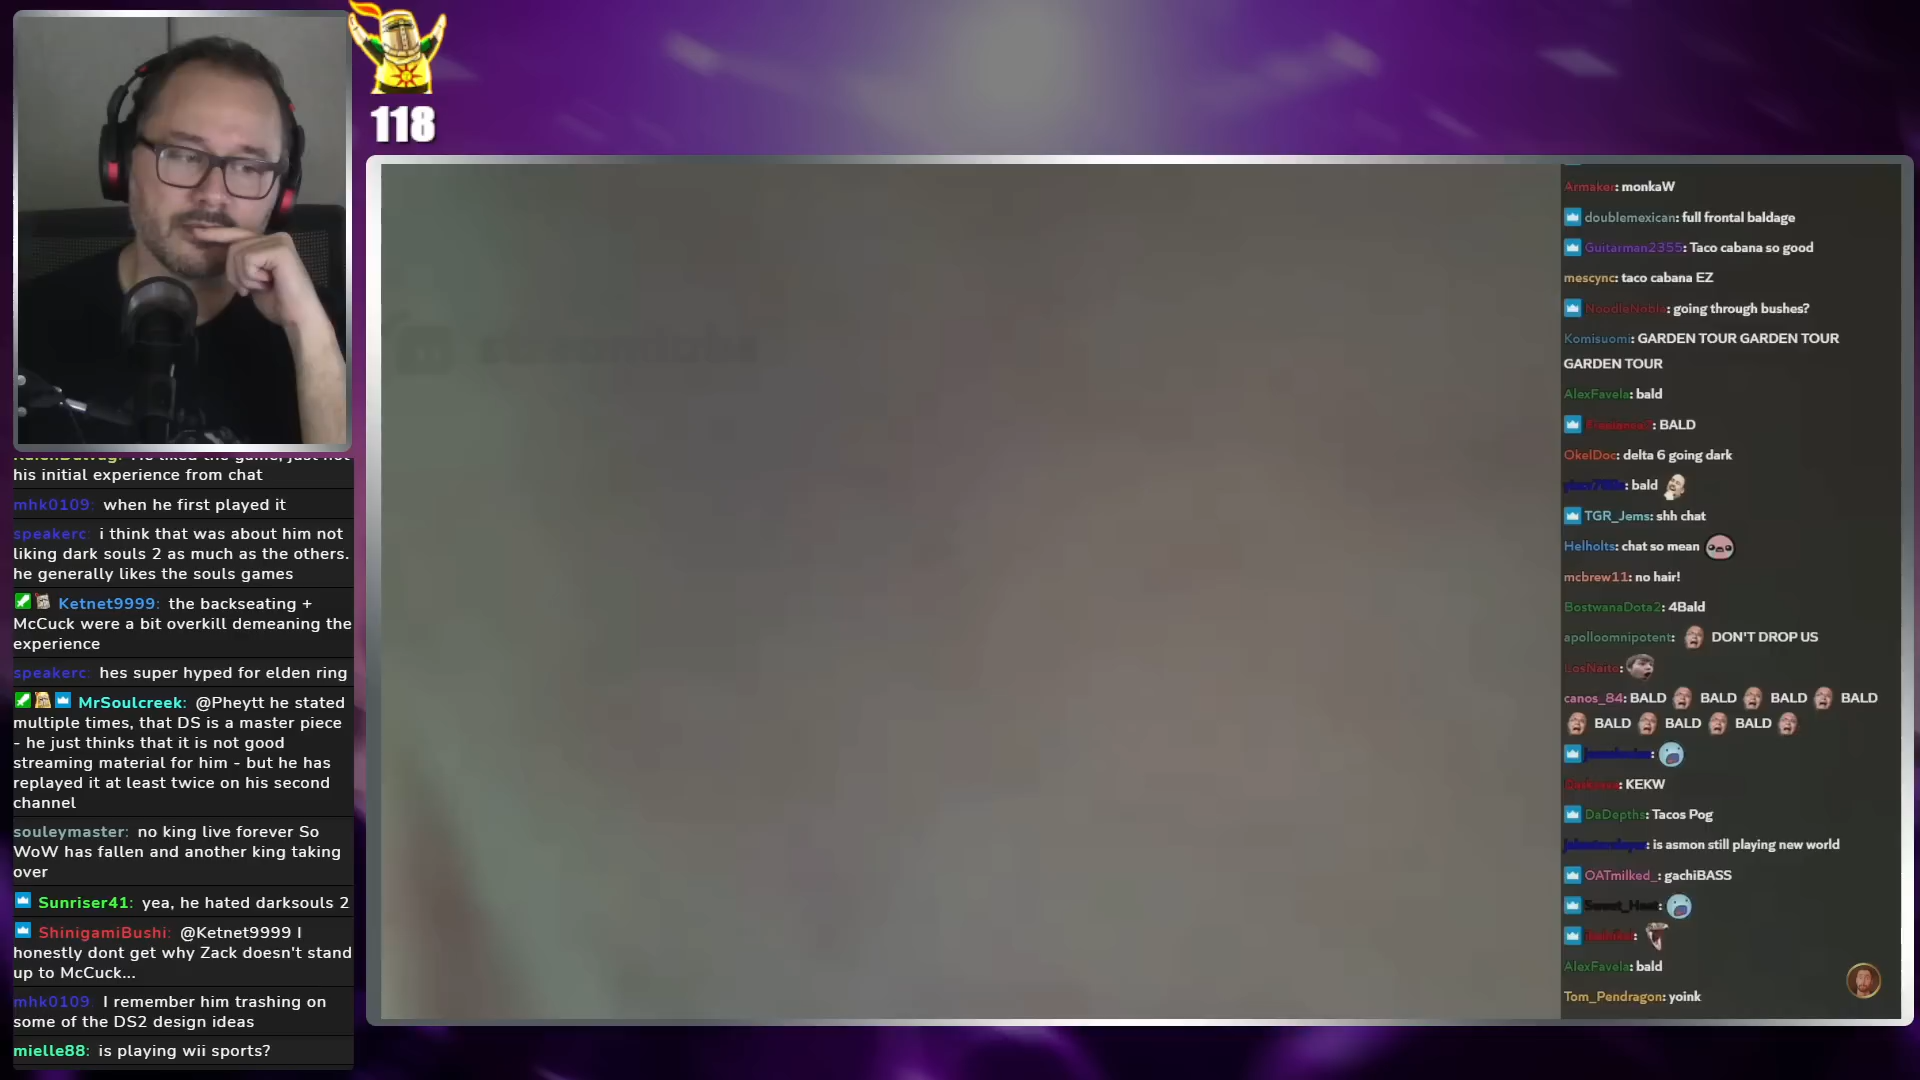 118
his initial experience from chat
mhk0109: when he first played it
speakerc: i think that was about him not
liking dark souls 2 as much as the others.
he generally likes the souls games
Ketnet9999: the backseating +
McCuck were a bit overkill demeaning the
experience
speakerc: hes super hyped for elden ring
MrSoulcreek: @Pheytt he stated
multiple times, that DS is a master piece
- he just thinks that it is not good
streaming material for him - but he has
replayed it at least twice on his second
channel
souleymaster: no king live forever So
WoW has fallen and another king taking
over
Sunriser41: yea, he hated darksouls 2
ShinigamiBushi: @Ketnet9999 I
honestly dont get why Zack doesn't stand
up to McCuck...
mhk0109: I remember him trashing on
some of the DS2 design ideas
mielle88: is playing wii sports?
Armaker: monkaW
doublemexican: full frontal baldage
Guitarman2355: Taco cabana so good
mescync: taco cabana EZ
NoodleNobla: going through bushes?
Komisuomi: GARDEN TOUR GARDEN TOUR
GARDEN TOUR
AlexFavela: bald
: BALD
OkelDoc: delta 6 going dark
: bald
TGR_Jems: shh chat
Helholts: chat so mean
mcbrew11: no hair!
BostwanaDota2: 4Bald
apolloomnipotent: DON'T DROP US
LosNaito:
canos_84: BALD BALD BALD BALD
BALD BALD BALD
: KEKW
DaDepths: Tacos Pog
: is asmon still playing new world
OATmilked_: gachiBASS
Sweet_Heat:
AlexFavela: bald
Tom_Pendragon: yoink